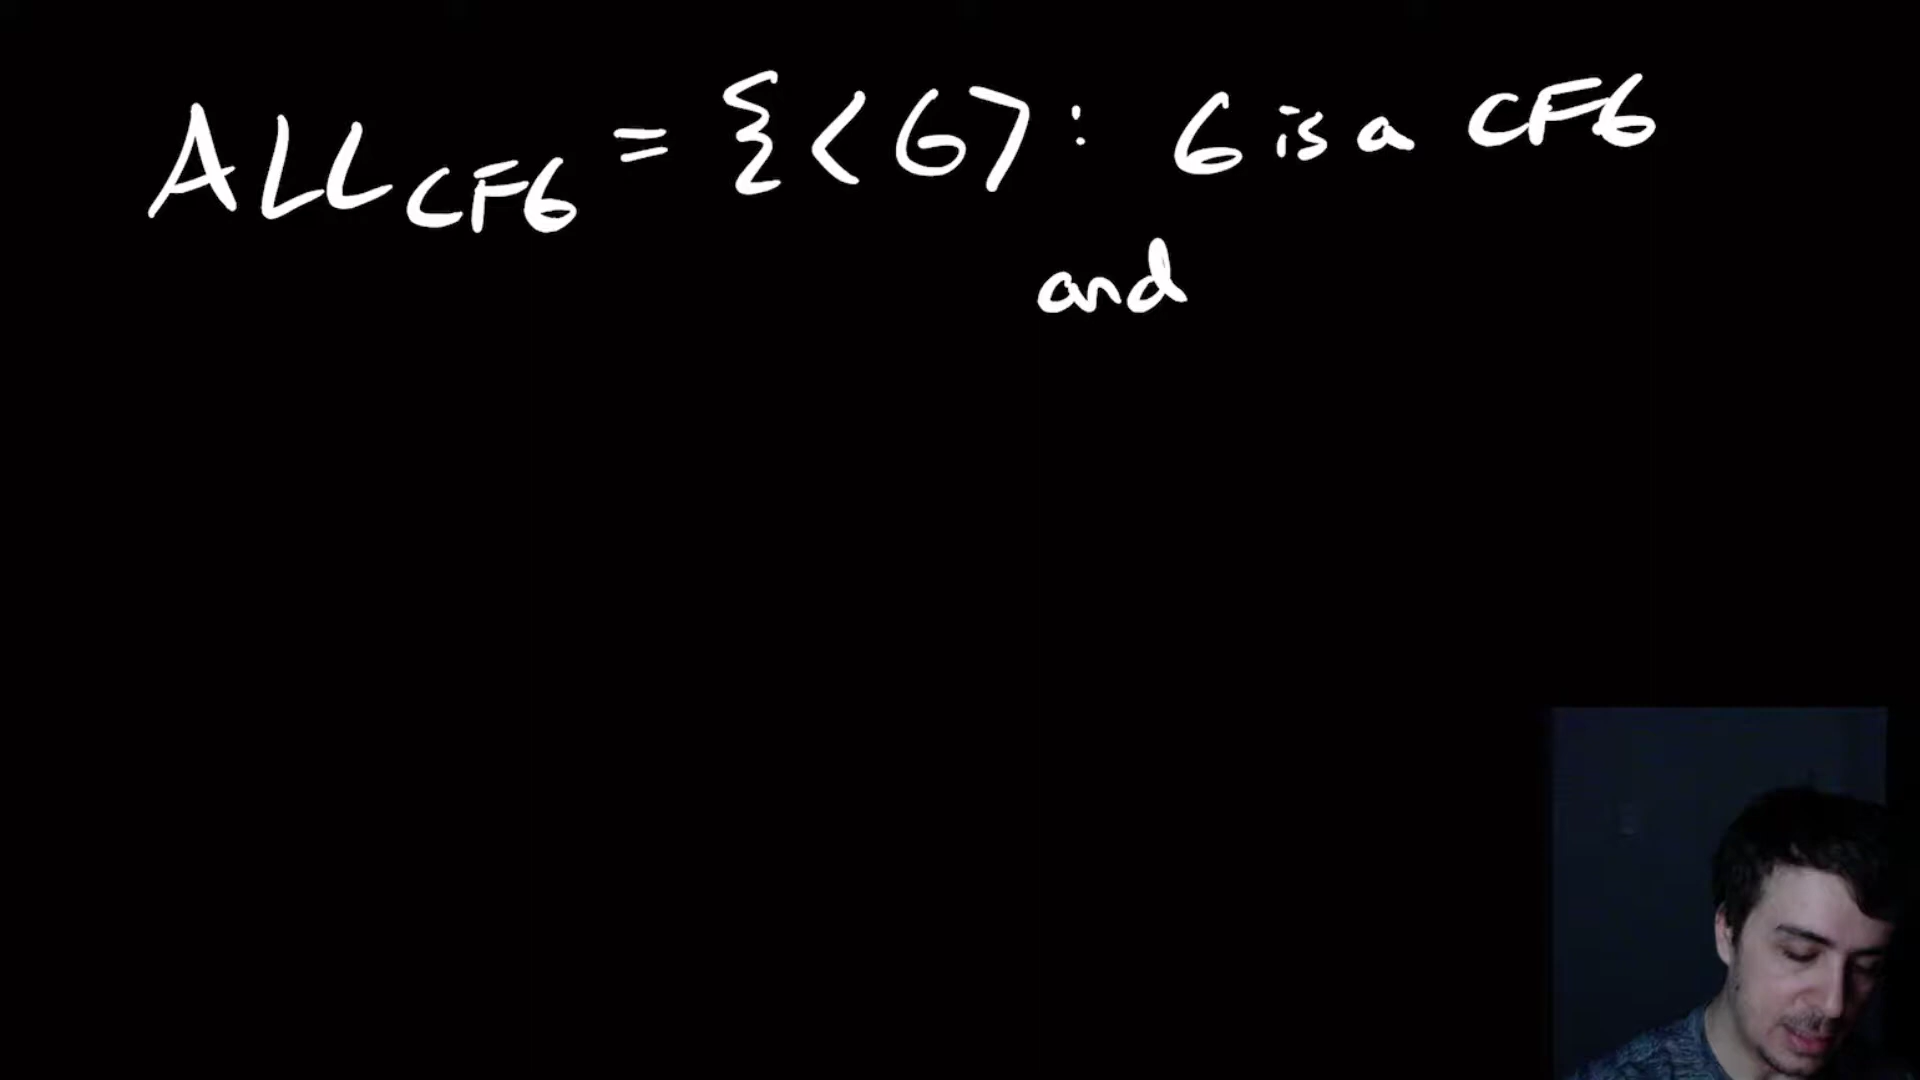 ALL_CFG = {<G>: G is a CFG
and